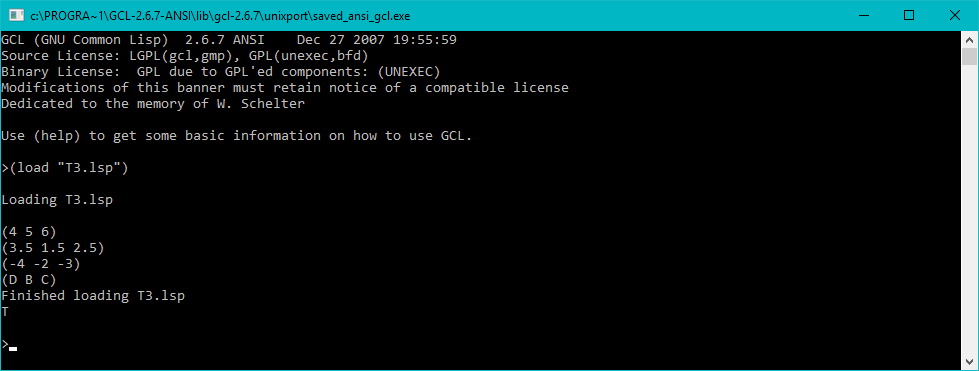 c:\PROGRA~1\GCL-2.6.7-ANSI\lib\gcl-2.6.7\unixport\saved_ansi_gcl.exe
GCL (GNU Common Lisp)  2.6.7 ANSI    Dec 27 2007 19:55:59
Source License: LGPL(gcl,gmp), GPL(unexec,bfd)
Binary License:  GPL due to GPL'ed components: (UNEXEC)
Modifications of this banner must retain notice of a compatible license
Dedicated to the memory of W. Schelter
Use (help) to get some basic information on how to use GCL.
>(load "T3.lsp")
Loading T3.lsp
(4 5 6)
(3.5 1.5 2.5)
(-4 -2 -3)
(D B C)
Finished loading T3.lsp
T
>